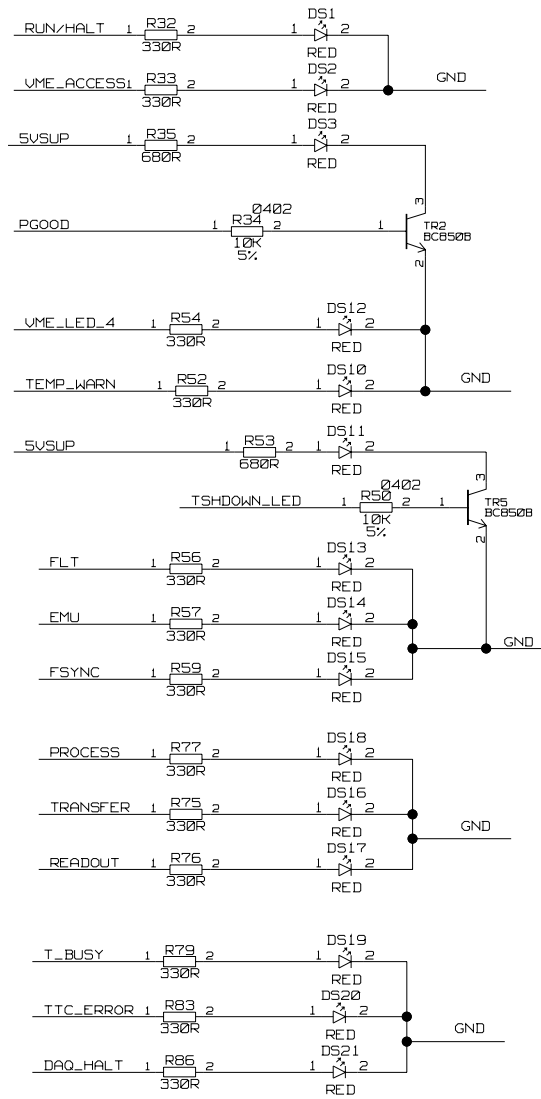 DS1
RUN/HALT 1 R32 2 1 2
330R RED
DS2
VME_ACCESS 1 R33 2 1 2 GND
330R RED
DS3
5VSUP 1 R35 2 1 2
680R RED
3
0402
PGOOD 1 R34 2 1 TR2
10K BC850B
5%
2
DS12
VME_LED_4 1 R54 2 1 2
330R RED
DS10
TEMP_WARN 1 R52 2 1 2 GND
330R RED
DS11
5VSUP 1 R53 2 1 2
680R RED
3
0402
TSHDOWN_LED 1 R50 2 1 TR5
10K BC850B
5%
2
DS13
FLT 1 R56 2 1 2
330R RED
DS14
EMU 1 R57 2 1 2
330R RED
GND
DS15
FSYNC 1 R59 2 1 2
330R RED
DS18
PROCESS 1 R77 2 1 2
330R RED
DS16
TRANSFER 1 R75 2 1 2
330R RED
GND
DS17
READOUT 1 R76 2 1 2
330R RED
DS19
T_BUSY 1 R79 2 1 2
330R RED
DS20
TTC_ERROR 1 R83 2 1 2
330R RED
GND
DS21
DAQ_HALT 1 R86 2 1 2
330R RED